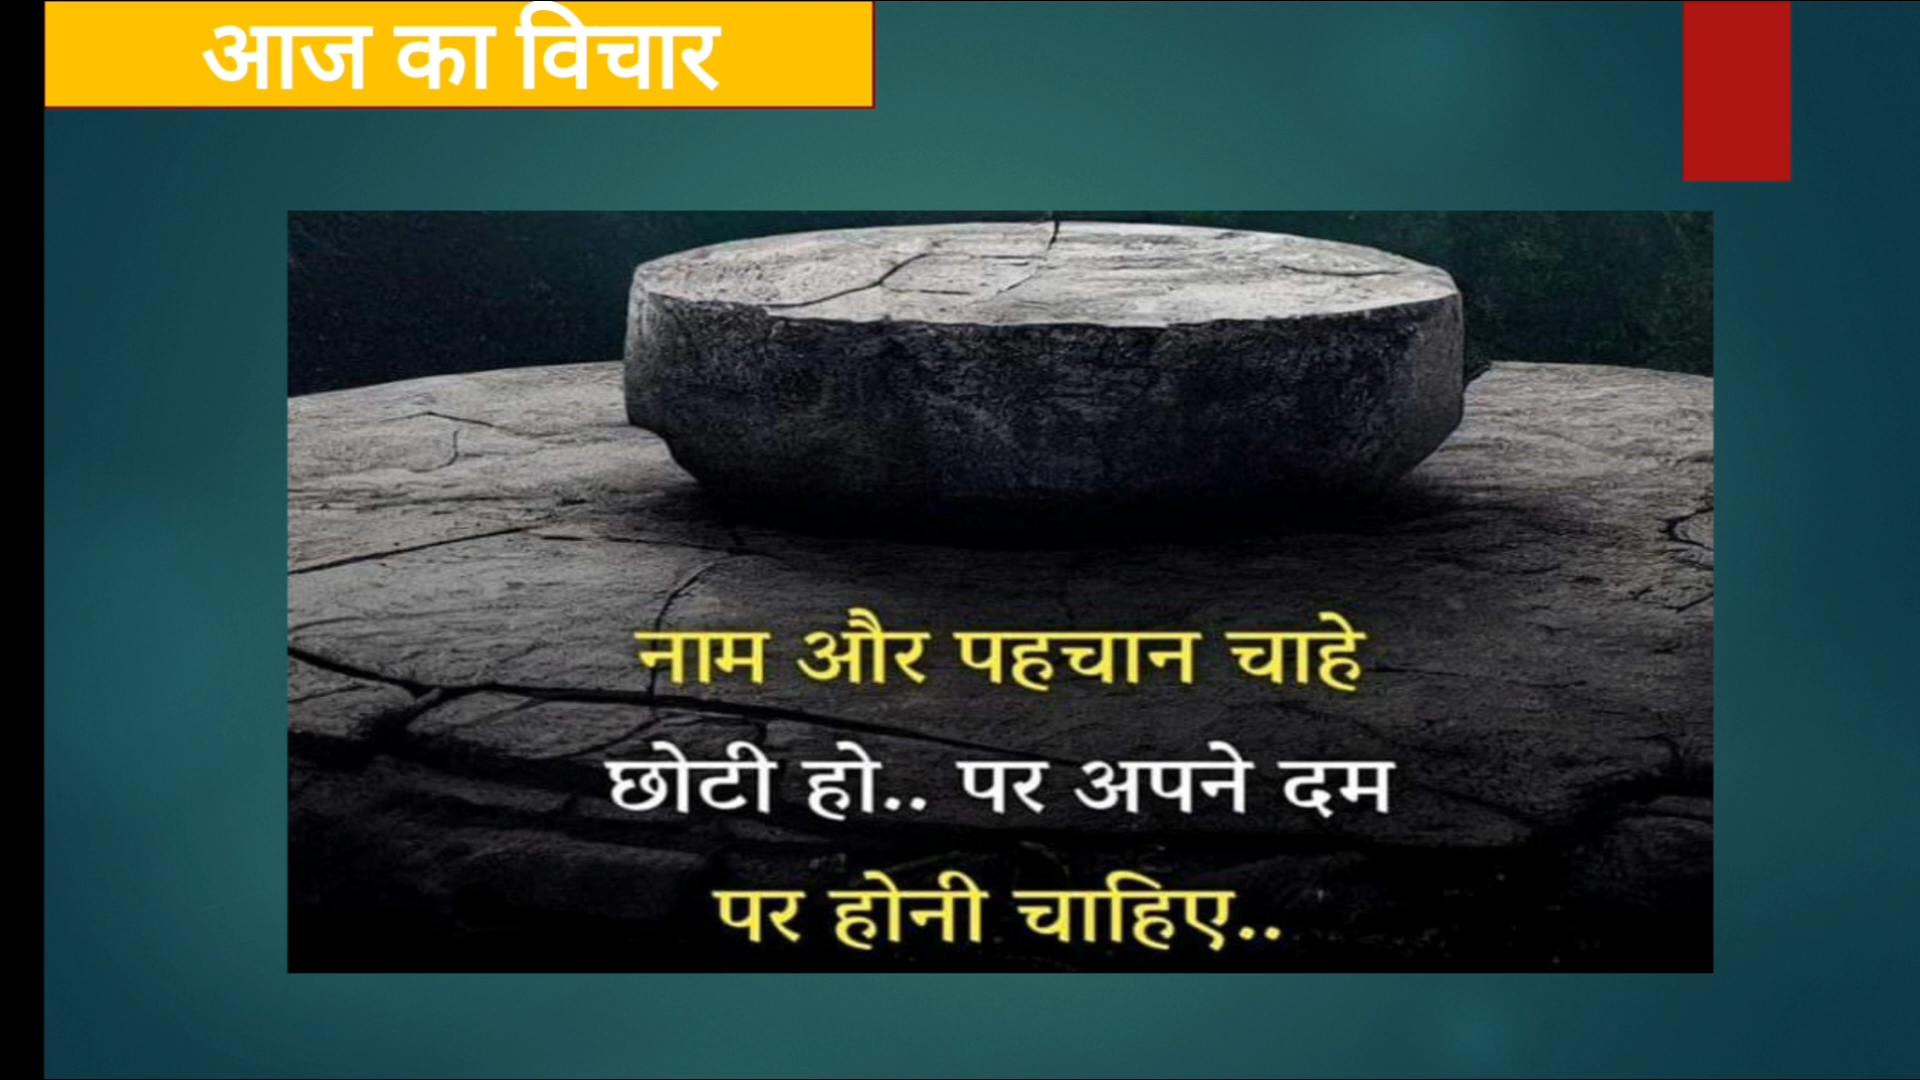 आज का विचार
नाम और पहचान चाहे
छोटी हो.. पर अपने दम
पर होनी चाहिए..